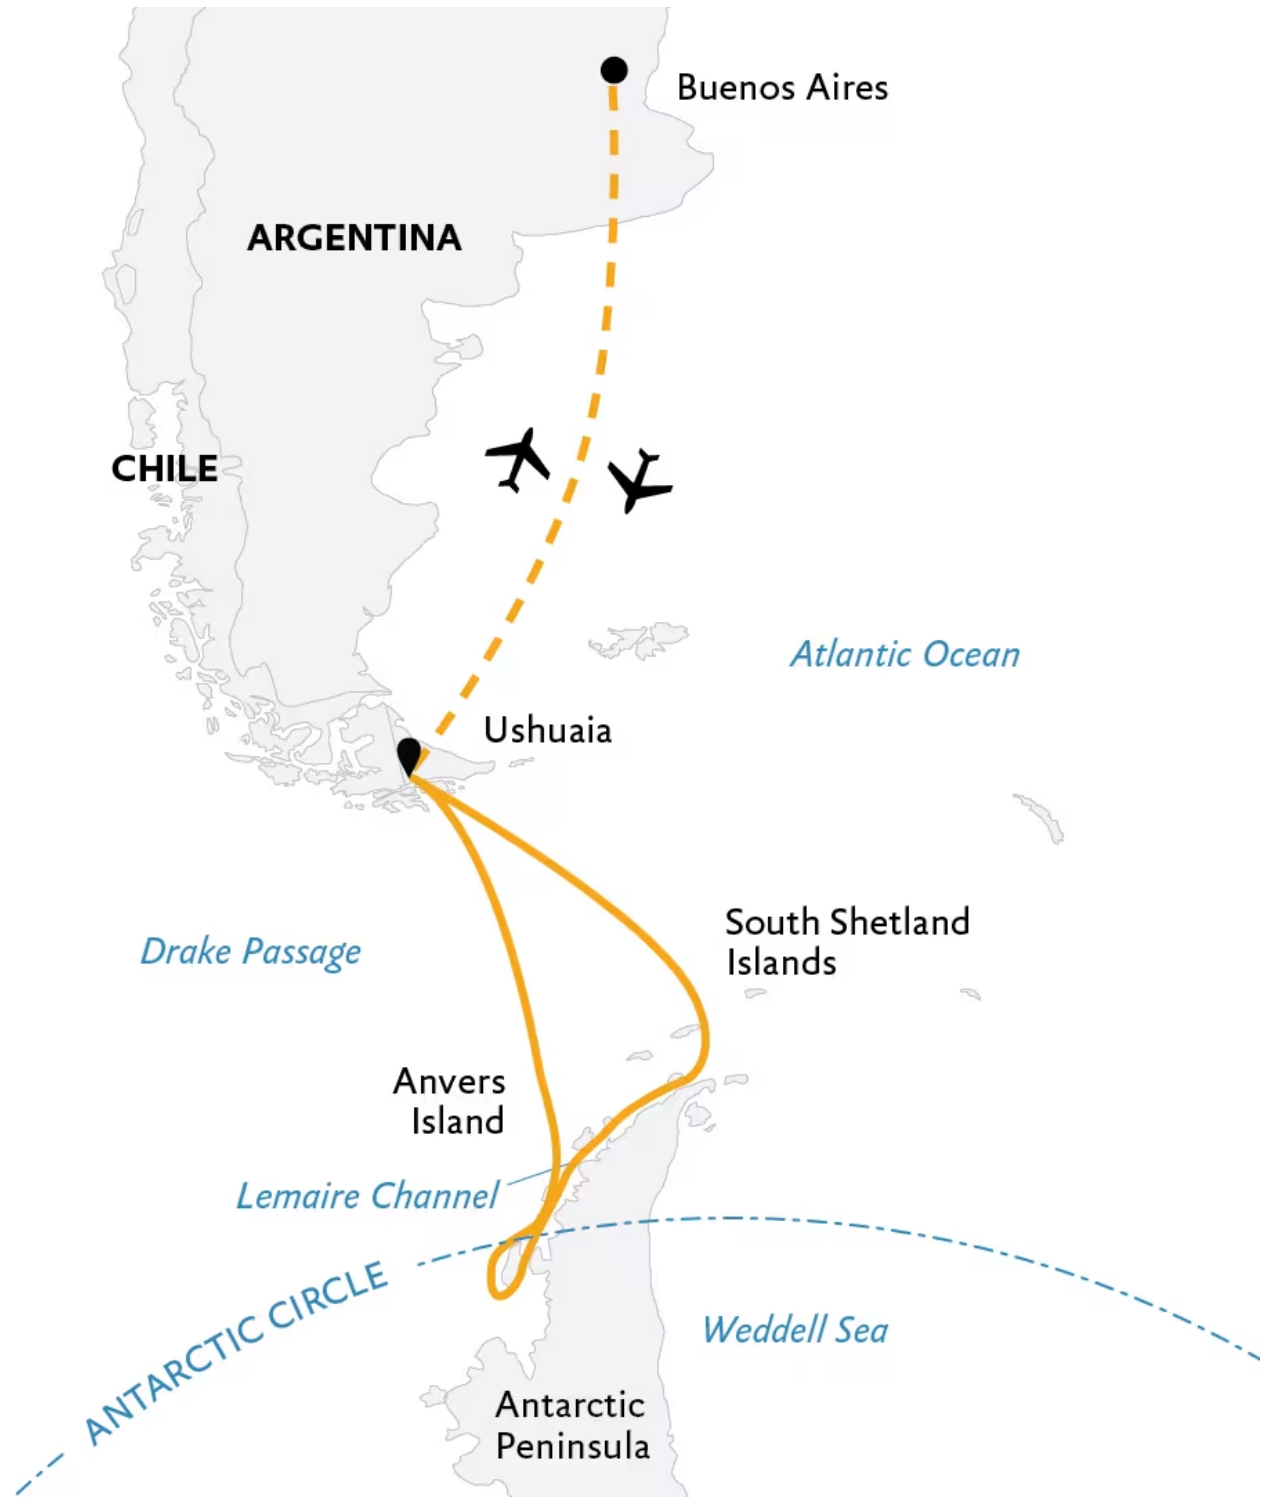 Buenos Aires
ARGENTINA
CHILE
Atlantic Ocean
Ushuaia
South Shetland
Islands
Drake Passage
Anvers
Island
Lemaire Channel
ANTARCTIC CIRCLE
Weddell Sea
Antarctic
Peninsula